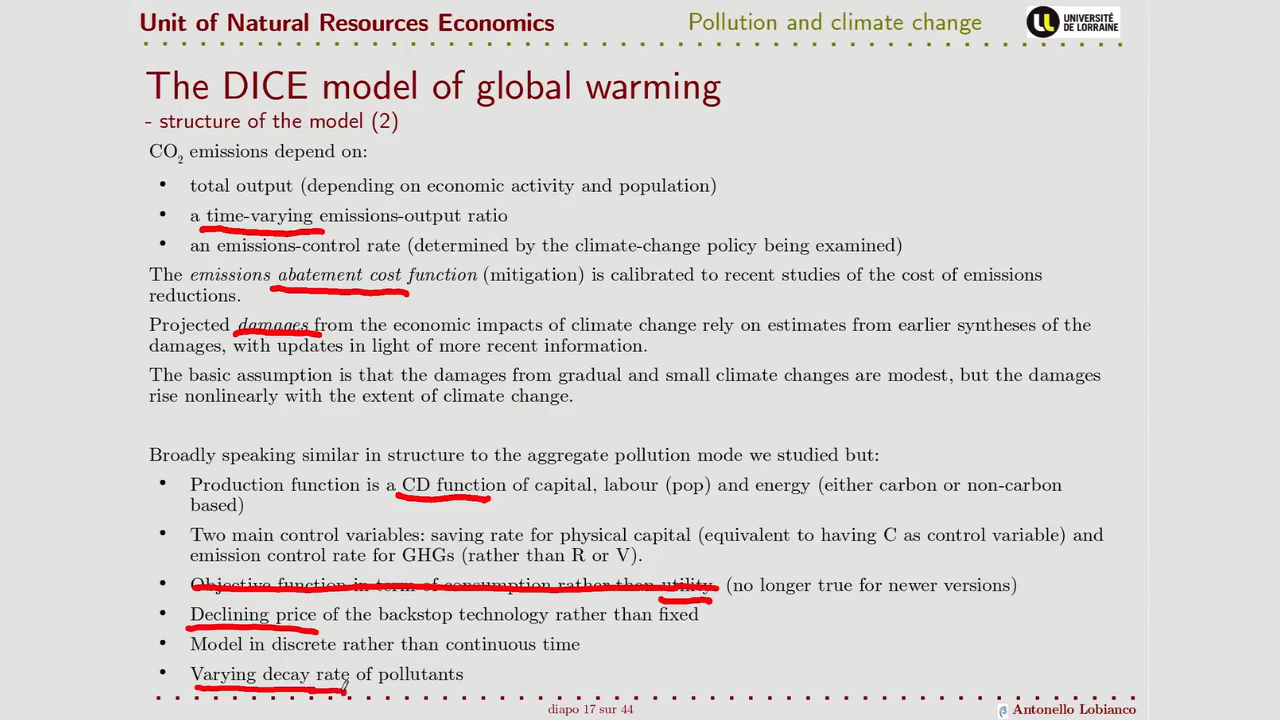 Unit of Natural Resources Economics
Pollution and climate change
UNIVERSITÉ
DE LORRAINE
The DICE model of global warming
- structure of the model (2)
CO2 emissions depend on:
• total output (depending on economic activity and population)
• a time-varying emissions-output ratio
• an emissions-control rate (determined by the climate-change policy being examined)
The emissions abatement cost function (mitigation) is calibrated to recent studies of the cost of emissions
reductions.
Projected damages from the economic impacts of climate change rely on estimates from earlier syntheses of the
damages, with updates in light of more recent information.
The basic assumption is that the damages from gradual and small climate changes are modest, but the damages
rise nonlinearly with the extent of climate change.
Broadly speaking similar in structure to the aggregate pollution mode we studied but:
• Production function is a CD function of capital, labour (pop) and energy (either carbon or non-carbon
based)
• Two main control variables: saving rate for physical capital (equivalent to having C as control variable) and
emission control rate for GHGs (rather than R or V).
• Objective function in term of consumption rather than utility (no longer true for newer versions)
• Declining price of the backstop technology rather than fixed
• Model in discrete rather than continuous time
• Varying decay rate of pollutants
diapo 17 sur 44
Antonello Lobianco